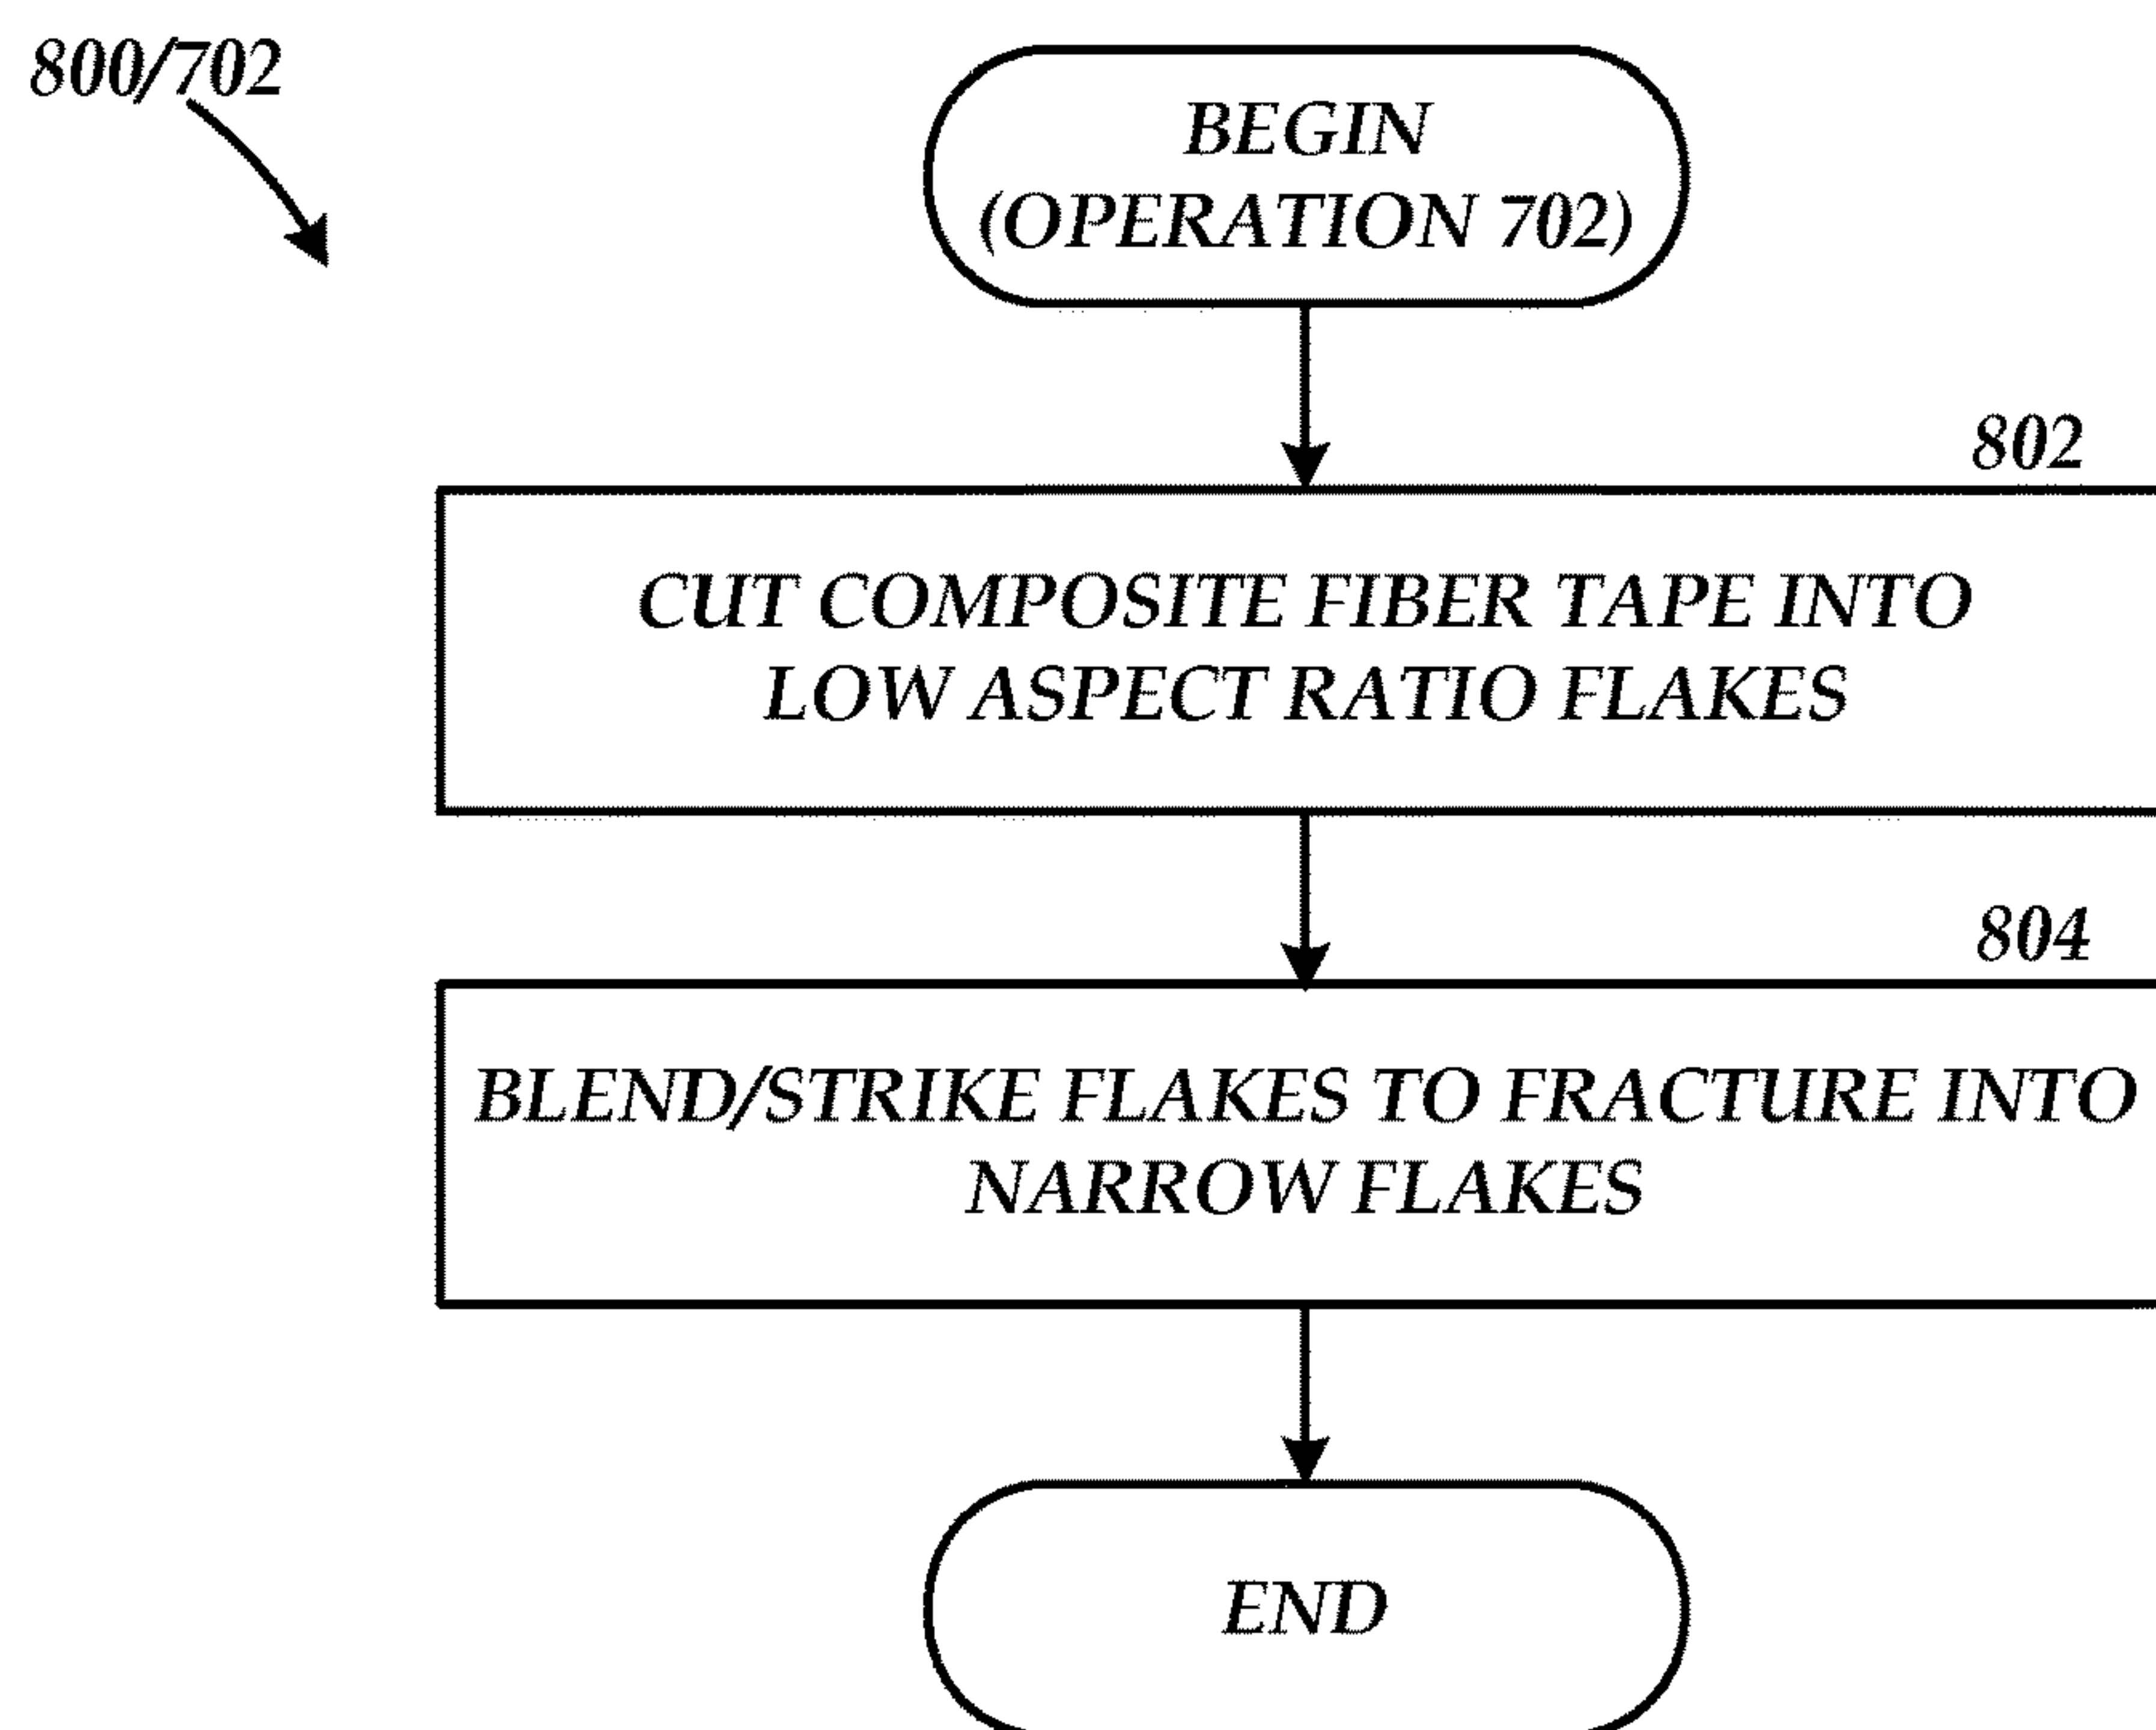 800/702
BEGIN
(OPERATION 702)
802
CUT COMPOSITE FIBER TAPE INTO
LOW ASPECT RATIO FLAKES
804
BLEND/STRIKE FLAKES TO FRACTURE INTO
NARROW FLAKES
END